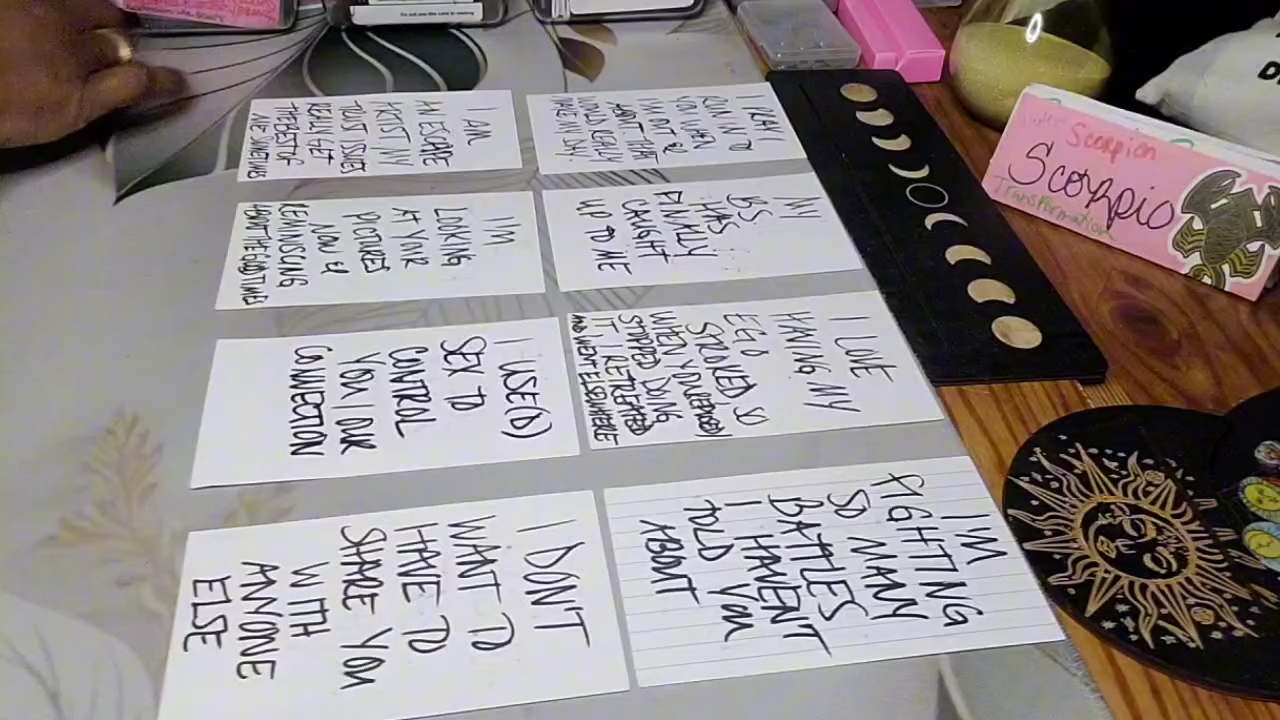 I PRAY
YOU WHEN
I'M OUT OR
ABOUT THAT
WOULD REALLY
MAKE MY DAY
MY
BS
HAS
FINALLY
CAUGHT
UP TO ME
I LOVE
HAVING MY
EGO
STROKED SO
WHEN YOU
STOPPED DOING
IT I RETREATED
AND WENT ELSEWHERE
I'M
FIGHTING
SO MANY
BATTLES
I HAVEN'T
TOLD YOU
ABOUT
I AM
AN ESCAPE
ARTIST MY
TRUST ISSUES
REALLY GET
THE BEST OF
ME SOMETIMES
I'M
LOOKING
AT YOUR
PICTURES
NOW &
REMINISCING
ABOUT THE GOOD TIMES
I USE(D)
SEX TO
CONTROL
YOU/OUR
CONNECTION
I DON'T
WANT TO
HAVE TO
SHARE YOU
WITH
ANYONE
ELSE
Scorpion
Scorpio
Transformation